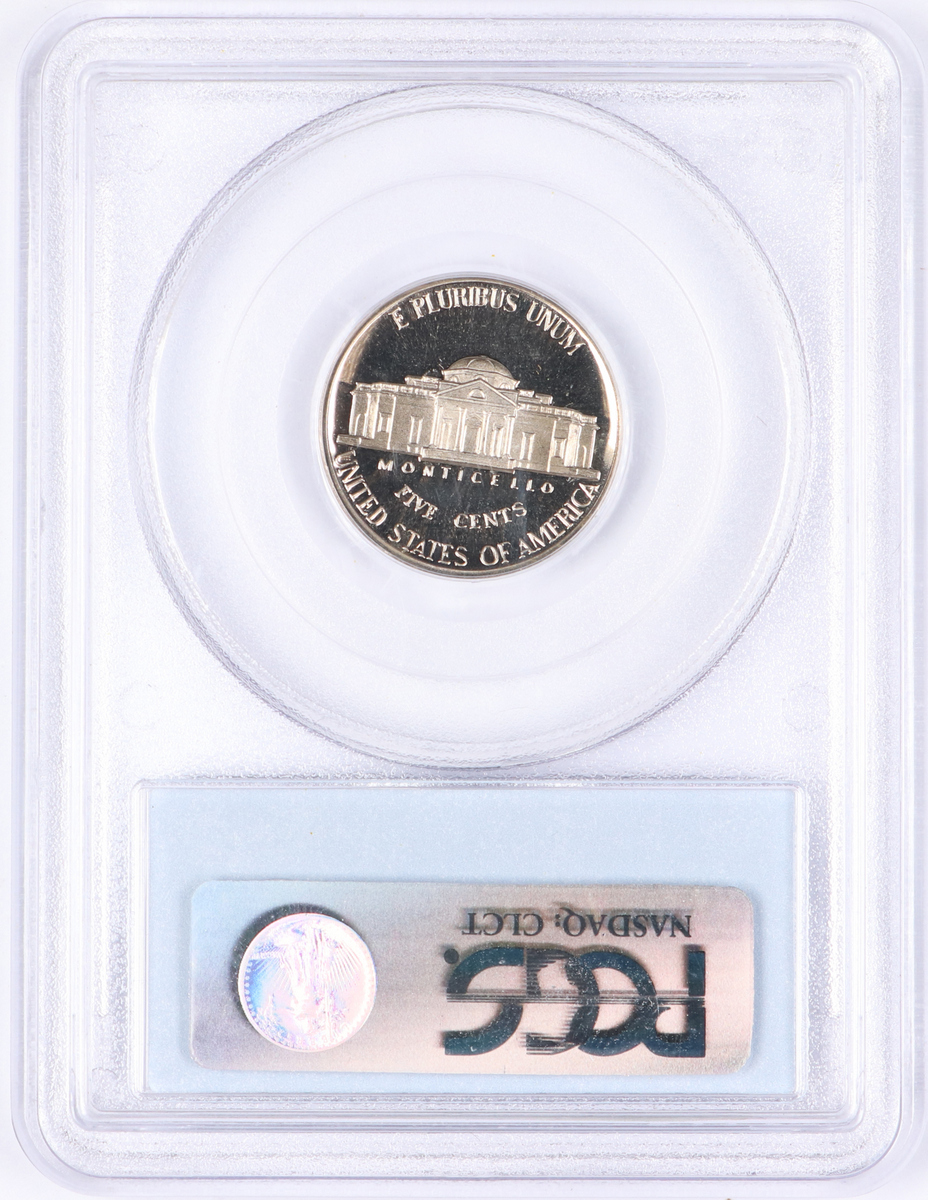 E PLURIBUS UNUM
MONTICELLO
FIVE CENTS
UNITED STATES OF AMERICA
NASDAQ: CLCT
PCGS.